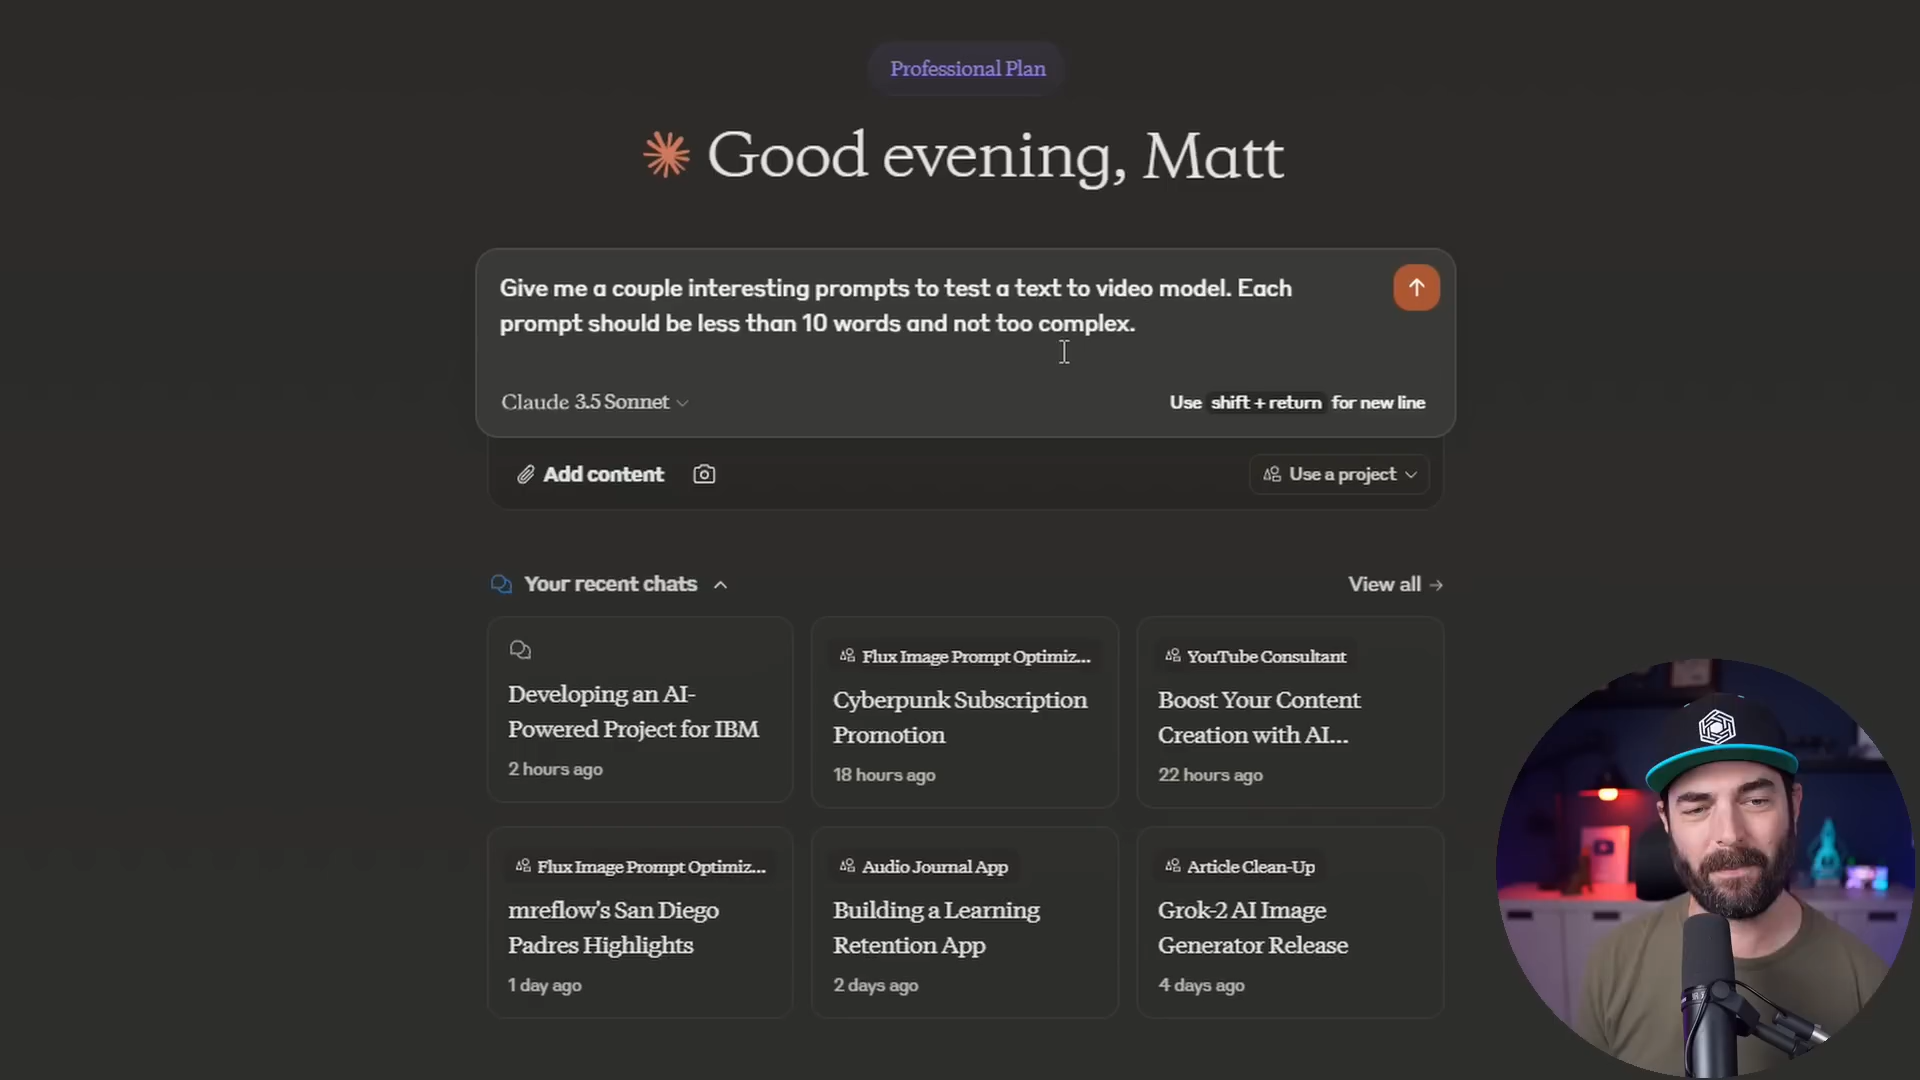 Professional Plan
Good evening, Matt
Give me a couple interesting prompts to test a text to video model. Each
prompt should be less than 10 words and not too complex.
Claude 3.5 Sonnet
Use shift + return for new line
Add content
Use a project
Your recent chats
View all
Developing an AI-
Powered Project for IBM
2 hours ago
Flux Image Prompt Optimiz...
Cyberpunk Subscription
Promotion
18 hours ago
YouTube Consultant
Boost Your Content
Creation with AI...
22 hours ago
Flux Image Prompt Optimiz...
mreflow's San Diego
Padres Highlights
1 day ago
Audio Journal App
Building a Learning
Retention App
2 days ago
Article Clean-Up
Grok-2 AI Image
Generator Release
4 days ago